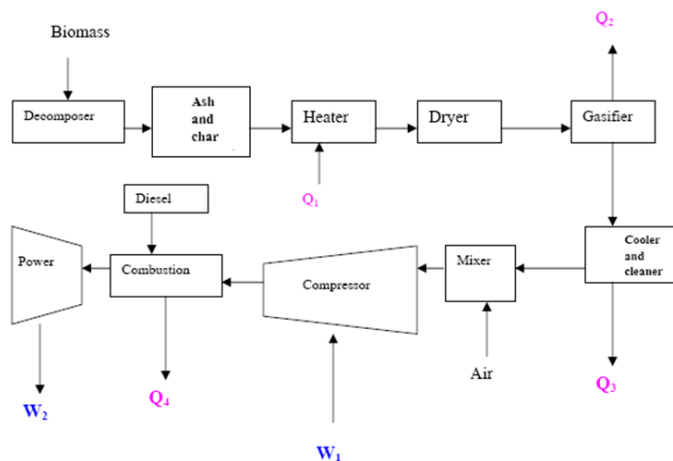 Q2
Biomass
Decomposer
Ash
and
char
Heater
Dryer
Gasifier
Q1
Diesel
Power
Combustion
Compressor
Mixer
Cooler
and
cleaner
Air
W2
Q4
W1
Q3